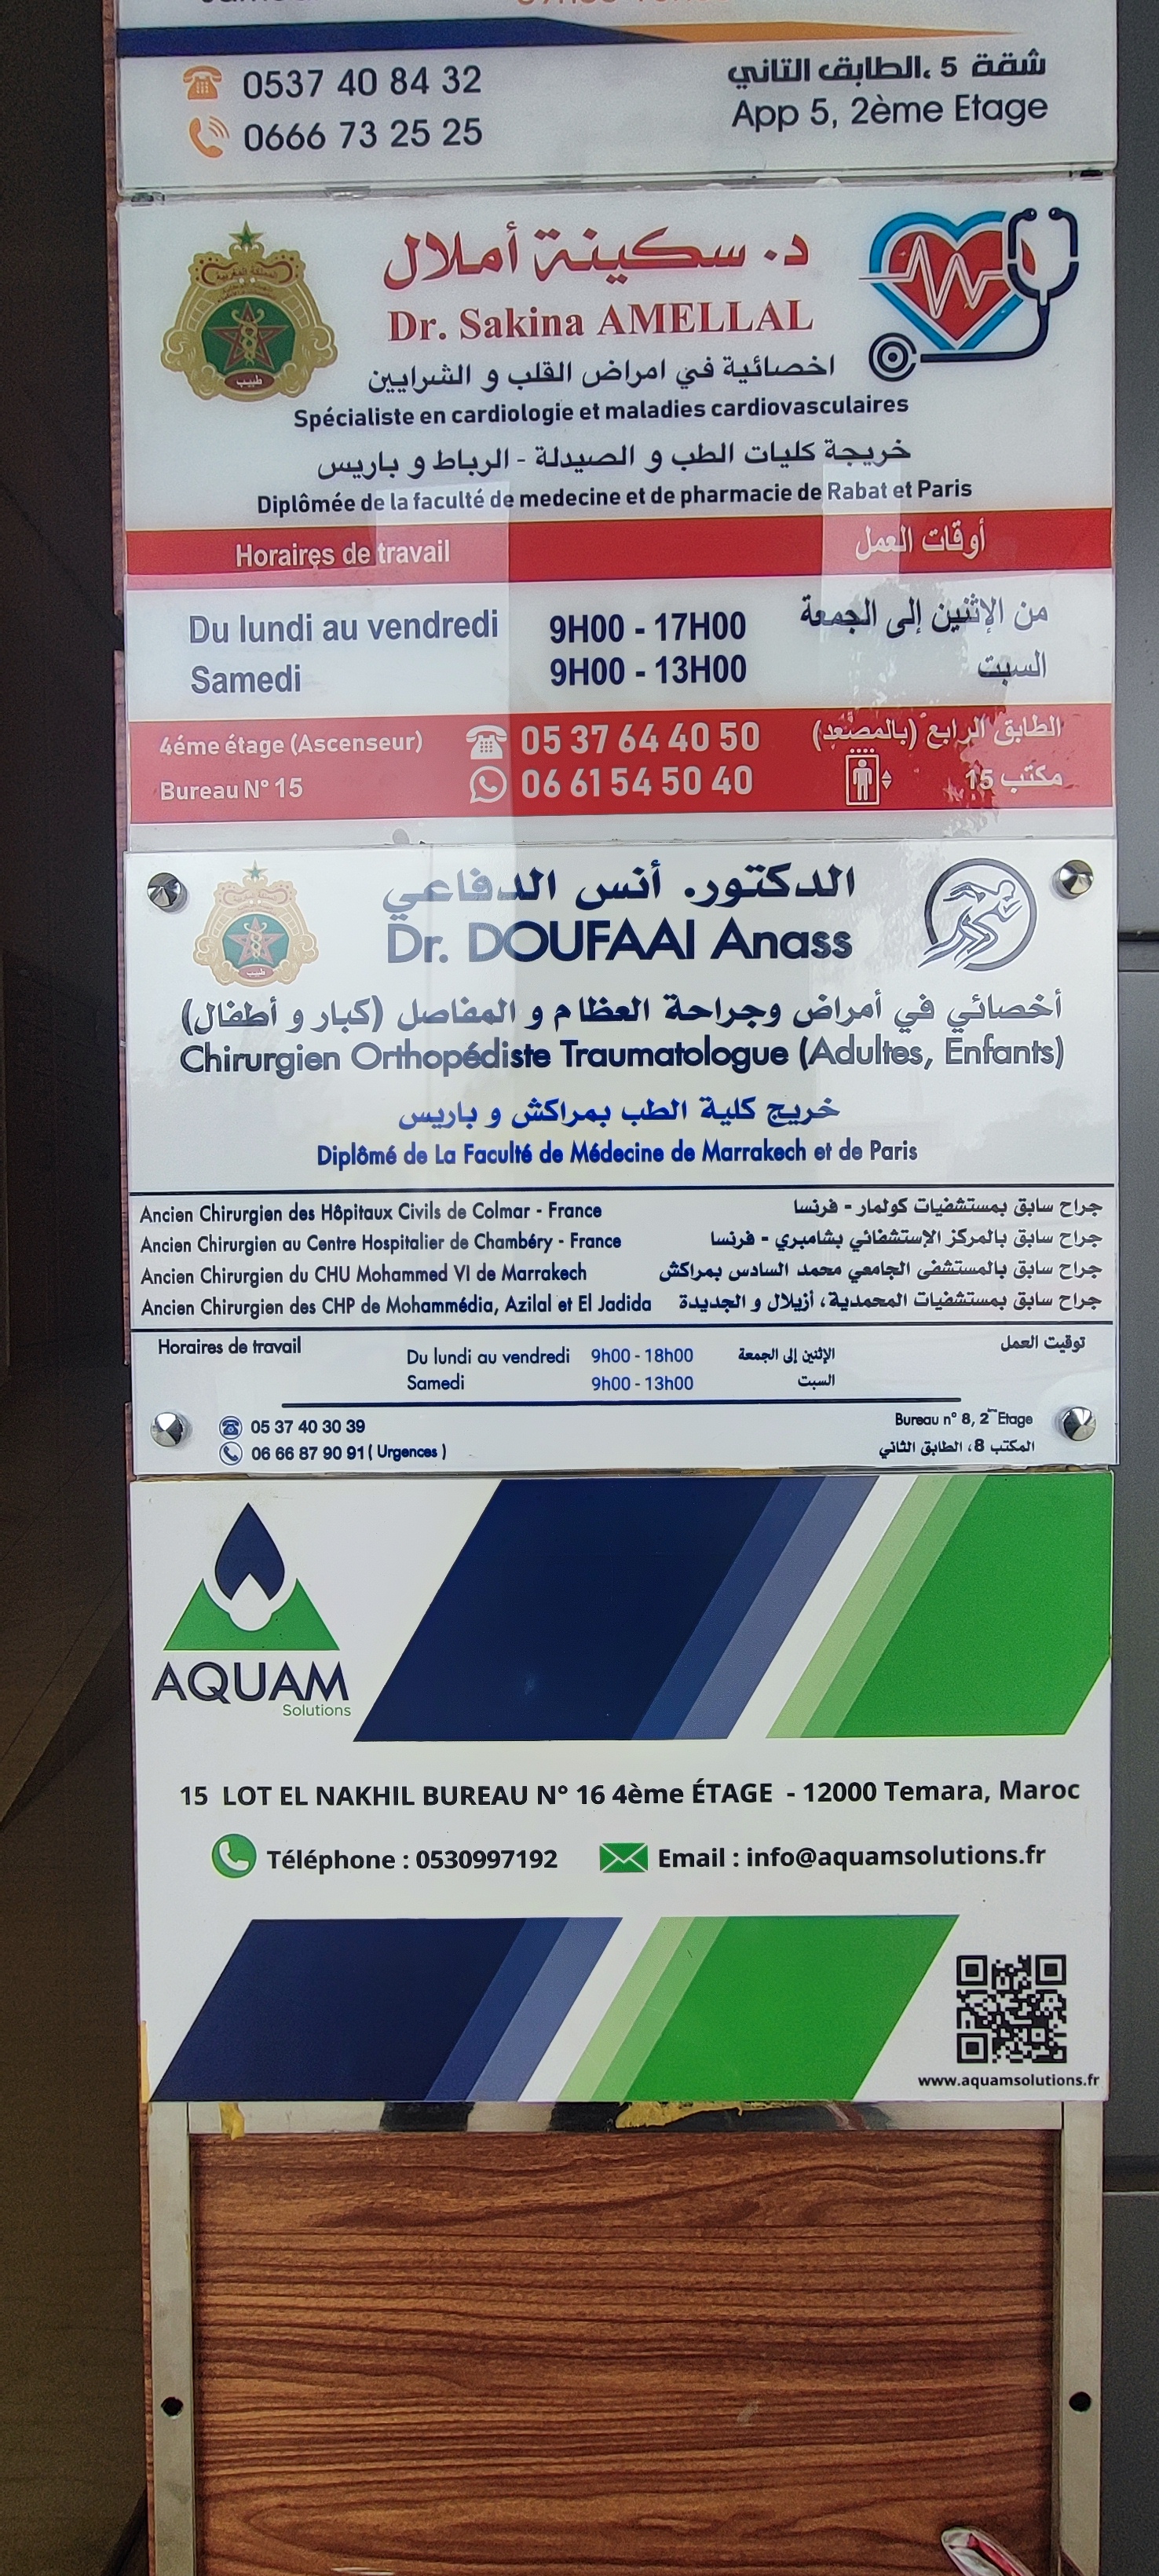 0537 40 84 32
0666 73 25 25
شقة 5 ،الطابق التاني
App 5, 2ème Etage
د. سكينة أملال
Dr. Sakina AMELLAL
اخصائية في امراض القلب و الشرايين
Spécialiste en cardiologie et maladies cardiovasculaires
خريجة كليات الطب و الصيدلة - الرباط و باريس
Diplômée de la faculté de medecine et de pharmacie de Rabat et Paris
طبيب
Horaires de travail أوقات العمل
Du lundi au vendredi 9H00 - 17H00 من الإثنين إلى الجمعة
Samedi 9H00 - 13H00 السبت
4éme étage (Ascenseur) 05 37 64 40 50 الطابق الرابع (بالمصعد)
Bureau N° 15 06 61 54 50 40 مكتب 15
الدكتور. أنس الدفاعي
Dr. DOUFAAI Anass
طبيب
أخصائي في أمراض وجراحة العظام و المفاصل (كبار و أطفال)
Chirurgien Orthopédiste Traumatologue (Adultes, Enfants)
خريج كلية الطب بمراكش و باريس
Diplômé de La Faculté de Médecine de Marrakech et de Paris
Ancien Chirurgien des Hôpitaux Civils de Colmar - France جراح سابق بمستشفيات كولمار - فرنسا
Ancien Chirurgien au Centre Hospitalier de Chambéry - France جراح سابق بالمركز الإستشفائي بشامبري - فرنسا
Ancien Chirurgien du CHU Mohammed VI de Marrakech جراح سابق بالمستشفى الجامعي محمد السادس بمراكش
Ancien Chirurgien des CHP de Mohammédia, Azilal et El Jadida جراح سابق بمستشفيات المحمدية، أزيلال و الجديدة
Horaires de travail توقيت العمل
Du lundi au vendredi 9h00 - 18h00 الإثنين إلى الجمعة
Samedi 9h00 - 13h00 السبت
05 37 40 30 39 Bureau n° 8, 2ème Etage
06 66 87 90 91 ( Urgences ) المكتب 8، الطابق الثاني
AQUAM
Solutions
15 LOT EL NAKHIL BUREAU N° 16 4ème ÉTAGE - 12000 Temara, Maroc
Téléphone : 0530997192 Email : info@aquamsolutions.fr
www.aquamsolutions.fr